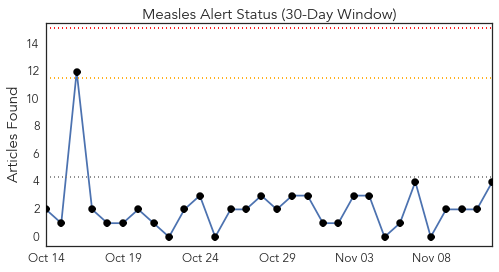 Measles Alert Status (30-Day Window)
Articles Found
14
12
10
8
6
4
2
0
Oct 14 Oct 19 Oct 24 Oct 29 Nov 03 Nov 08